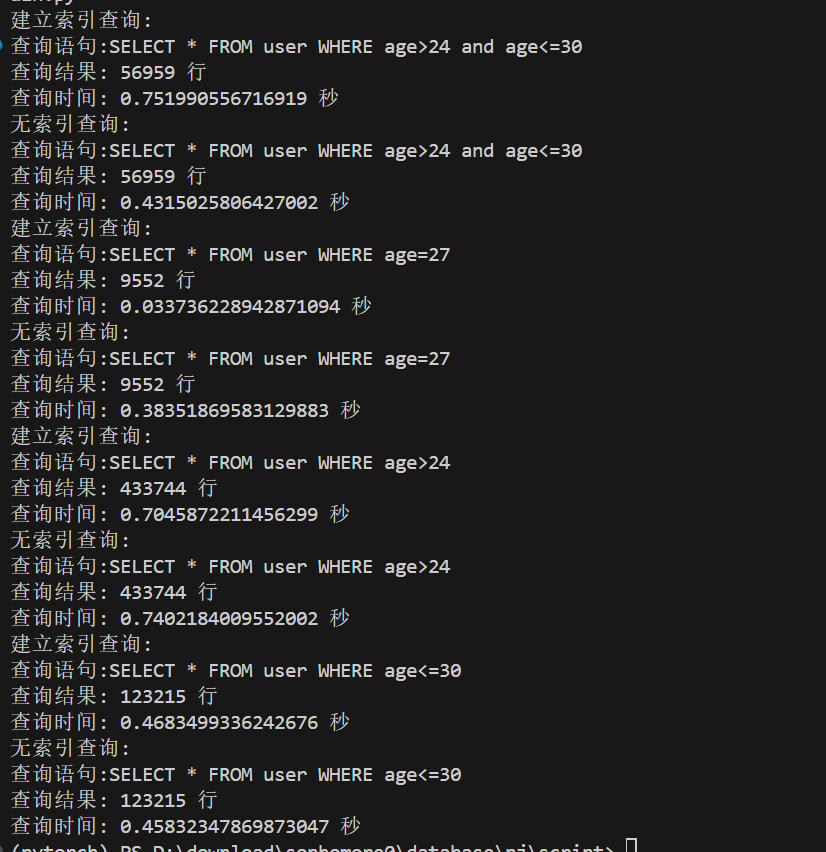 建立索引查询:
查询语句:SELECT * FROM user WHERE age>24 and age<=30
查询结果: 56959 行
查询时间: 0.751990556716919 秒
无索引查询:
查询语句:SELECT * FROM user WHERE age>24 and age<=30
查询结果: 56959 行
查询时间: 0.4315025806427002 秒
建立索引查询:
查询语句:SELECT * FROM user WHERE age=27
查询结果: 9552 行
查询时间: 0.033736228942871094 秒
无索引查询:
查询语句:SELECT * FROM user WHERE age=27
查询结果: 9552 行
查询时间: 0.38351869583129883 秒
建立索引查询:
查询语句:SELECT * FROM user WHERE age>24
查询结果: 433744 行
查询时间: 0.7045872211456299 秒
无索引查询:
查询语句:SELECT * FROM user WHERE age>24
查询结果: 433744 行
查询时间: 0.7402184009552002 秒
建立索引查询:
查询语句:SELECT * FROM user WHERE age<=30
查询结果: 123215 行
查询时间: 0.4683499336242676 秒
无索引查询:
查询语句:SELECT * FROM user WHERE age<=30
查询结果: 123215 行
查询时间: 0.45832347869873047 秒
(pytorch) PS D:\download\sophomore0\database\pj\script>